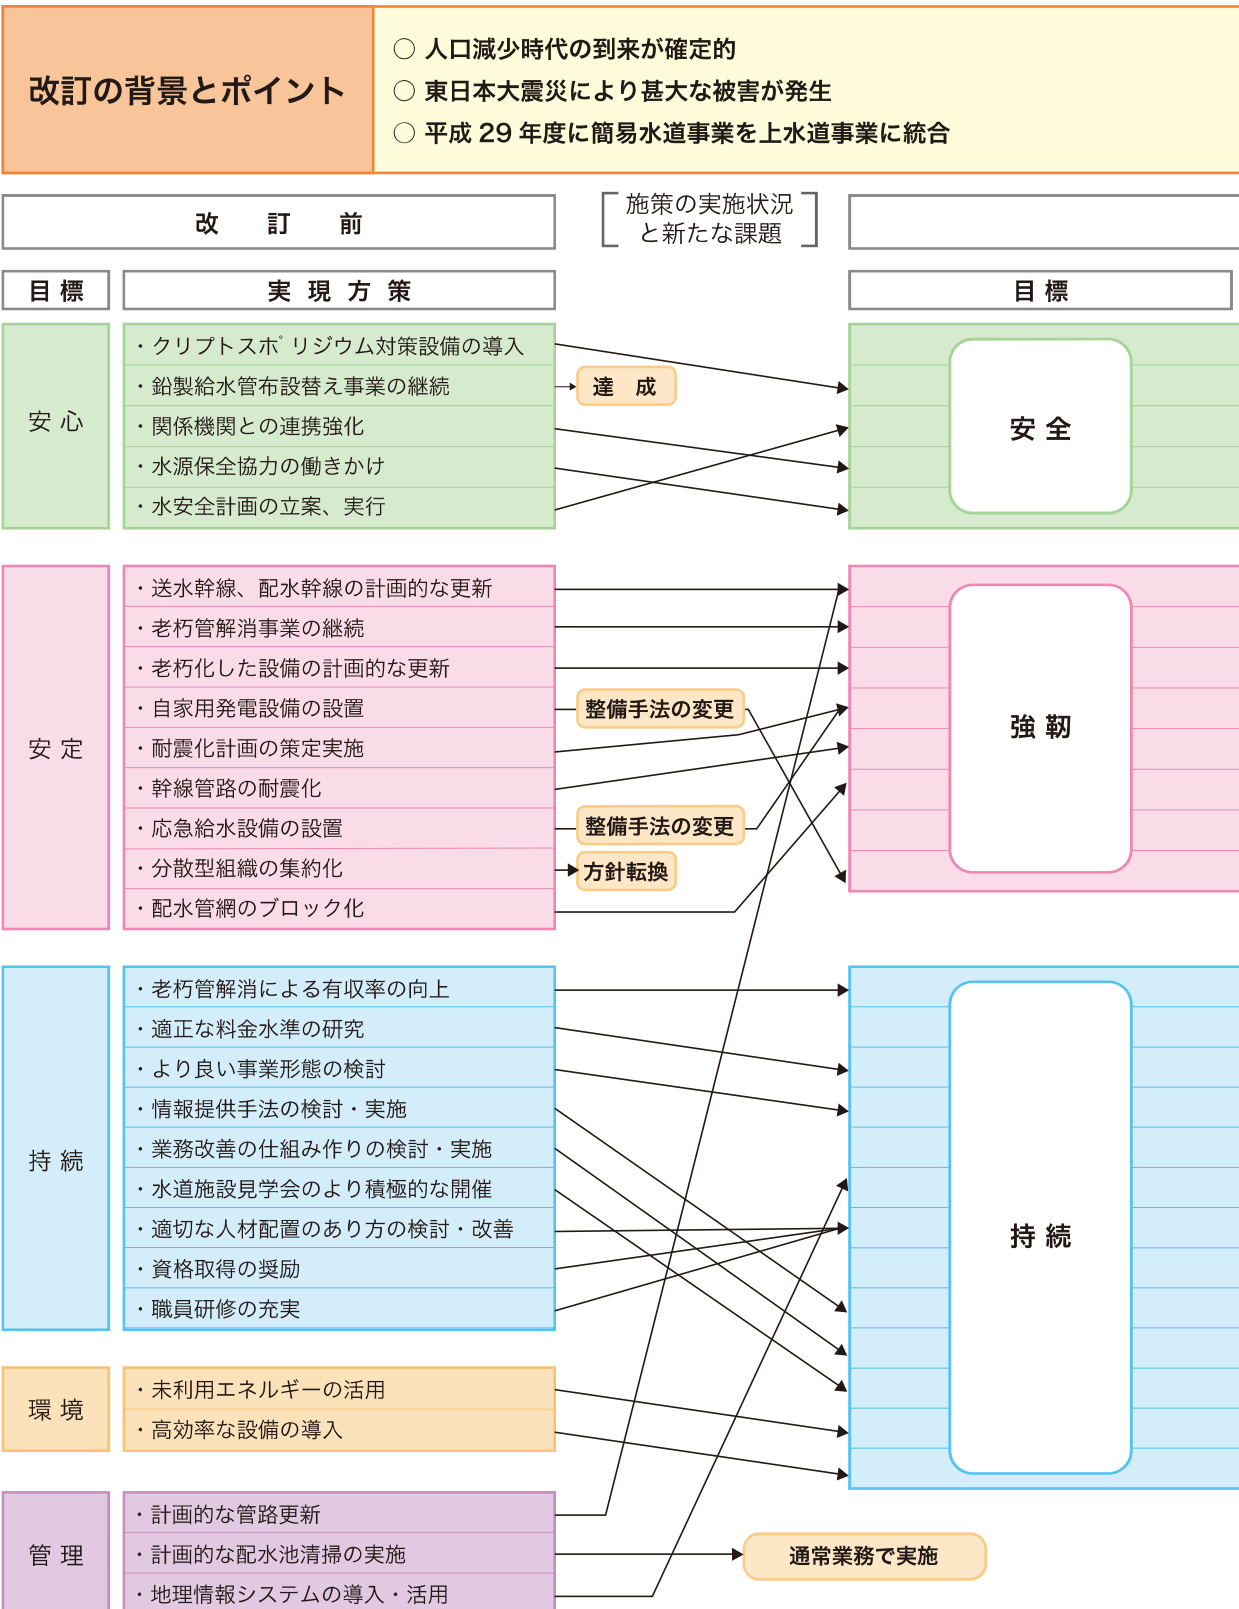 改訂の背景とポイント
○ 人口減少時代の到来が確定的
○ 東日本大震災により甚大な被害が発生
○ 平成 29 年度に簡易水道事業を上水道事業に統合
改訂前
施策の実施状況
と新たな課題
目標
実現方策
目標
安心
・クリプトスポリジウム対策設備の導入
・鉛製給水管布設替え事業の継続
達成
・関係機関との連携強化
・水源保全協力の働きかけ
・水安全計画の立案、実行
安全
安定
・送水幹線、配水幹線の計画的な更新
・老朽管解消事業の継続
・老朽化した設備の計画的な更新
・自家用発電設備の設置
整備手法の変更
・耐震化計画の策定実施
・幹線管路の耐震化
・応急給水設備の設置
整備手法の変更
・分散型組織の集約化
方針転換
・配水管網のブロック化
強靭
持続
・老朽管解消による有収率の向上
・適正な料金水準の研究
・より良い事業形態の検討
・情報提供手法の検討・実施
・業務改善の仕組み作りの検討・実施
・水道施設見学会のより積極的な開催
・適切な人材配置のあり方の検討・改善
・資格取得の奨励
・職員研修の充実
持続
環境
・未利用エネルギーの活用
・高効率な設備の導入
管理
・計画的な管路更新
・計画的な配水池清掃の実施
通常業務で実施
・地理情報システムの導入・活用